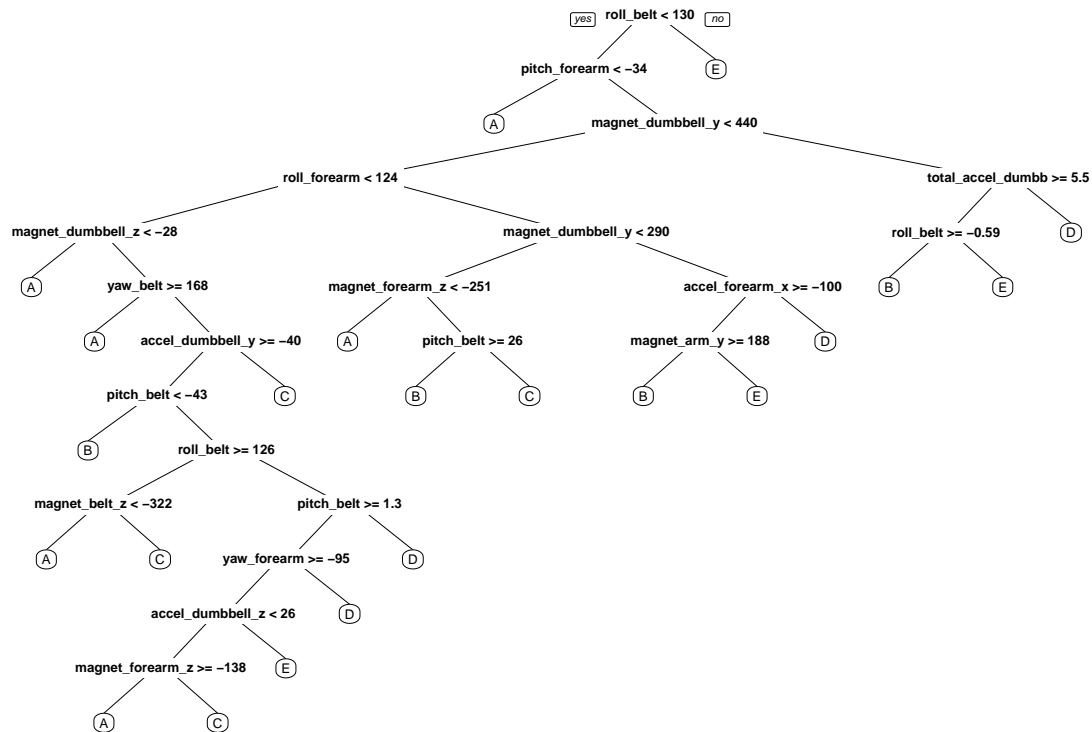 yes roll_belt < 130 no
pitch_forearm < −34 E
A magnet_dumbbell_y < 440
roll_forearm < 124 total_accel_dumbb >= 5.5
magnet_dumbbell_z < −28 magnet_dumbbell_y < 290 roll_belt >= −0.59 D
A yaw_belt >= 168 magnet_forearm_z < −251 accel_forearm_x >= −100 B E
A accel_dumbbell_y >= −40 A pitch_belt >= 26 magnet_arm_y >= 188 D
pitch_belt < −43 C B C B E
B roll_belt >= 126
magnet_belt_z < −322 pitch_belt >= 1.3
A C yaw_forearm >= −95 D
accel_dumbbell_z < 26 D
magnet_forearm_z >= −138 E
A C